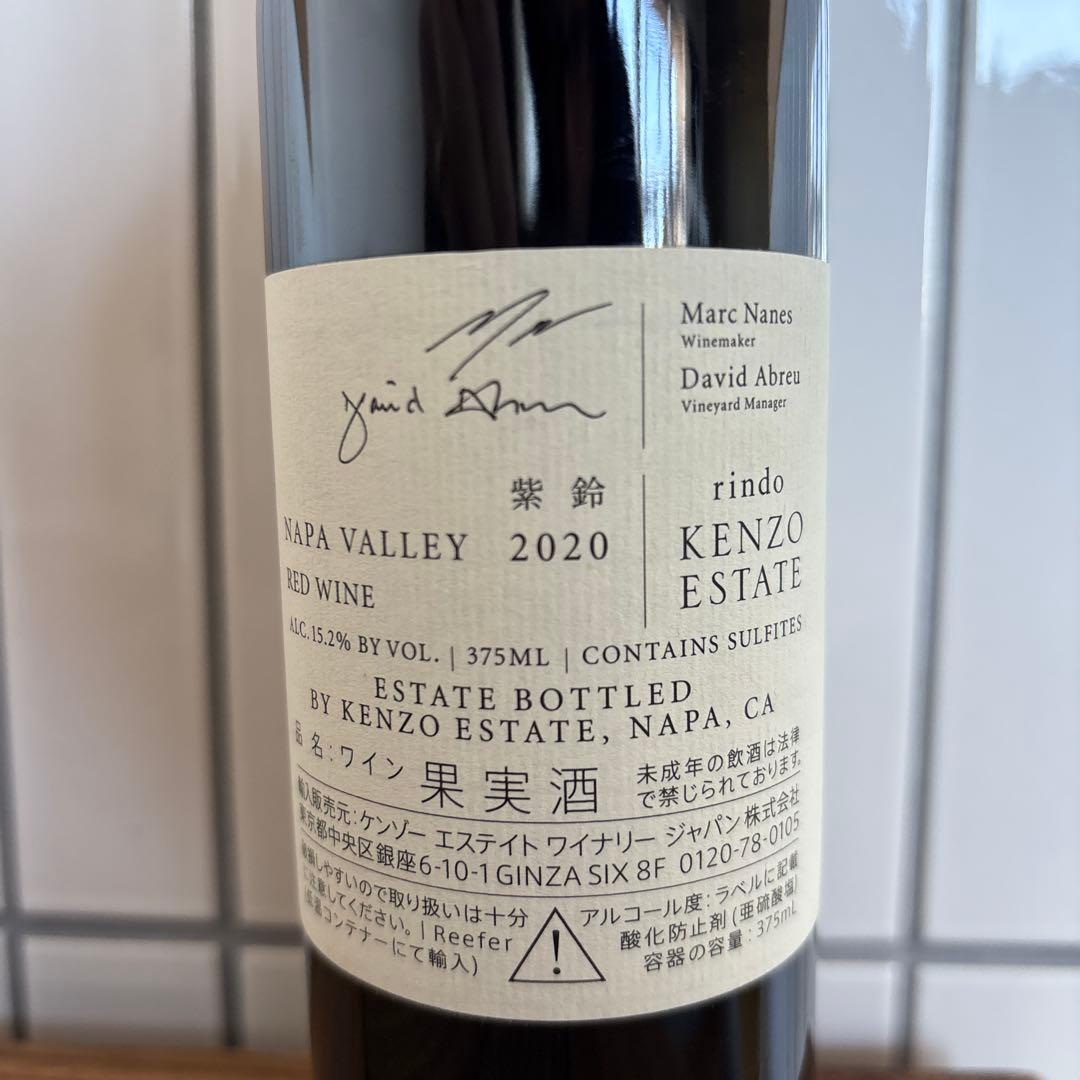 David Abreu
Marc Nanes
Winemaker
David Abreu
Vineyard Manager
紫鈴
NAPA VALLEY 2020
RED WINE
rindo
KENZO
ESTATE
ALC.15.2% BY VOL. | 375ML | CONTAINS SULFITES
ESTATE BOTTLED
BY KENZO ESTATE, NAPA, CA
品名:ワイン 果実酒
未成年の飲酒は法律
で禁じられております。
輸入販売元:ケンゾー エステイト ワイナリー ジャパン 株式会社
東京都中央区銀座6-10-1 GINZA SIX 8F 0120-78-0105
破損しやすいので取り扱いは十分
に注意してください。| Reefer
(低温コンテナーにて輸入)
アルコール度:ラベルに記載
酸化防止剤(亜硫酸塩)
容器の容量:375mL